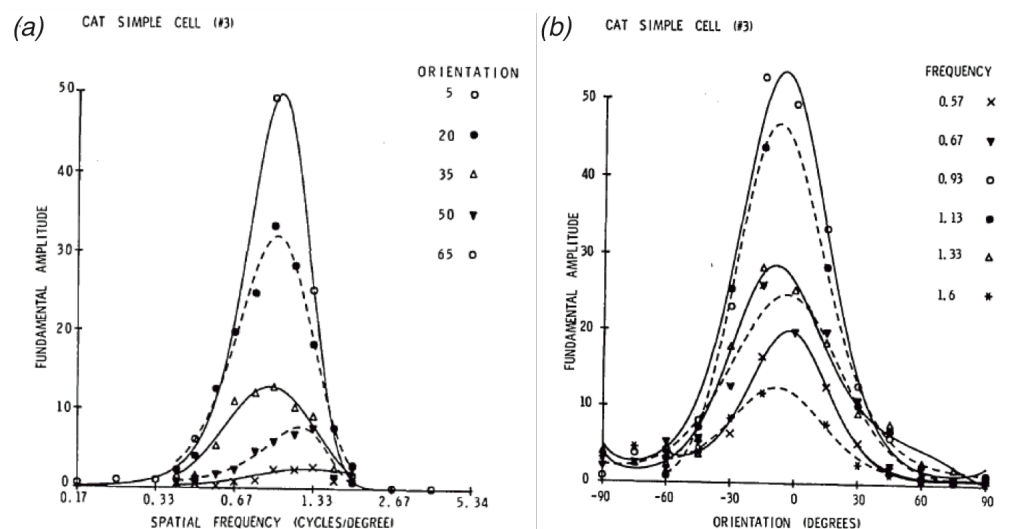 (a) CAT SIMPLE CELL (#3)
ORIENTATION
5
20
35
50
65
FUNDAMENTAL AMPLITUDE
50
40
30
20
10
0
0.17 0.33 0.67 1.33 2.67 5.34
SPATIAL FREQUENCY (CYCLES/DEGREE)
(b) CAT SIMPLE CELL (#3)
FREQUENCY
0.57
0.67
0.93
1.13
1.33
1.6
FUNDAMENTAL AMPLITUDE
50
40
30
20
10
0
-90 -60 -30 0 30 60 90
ORIENTATION (DEGREES)